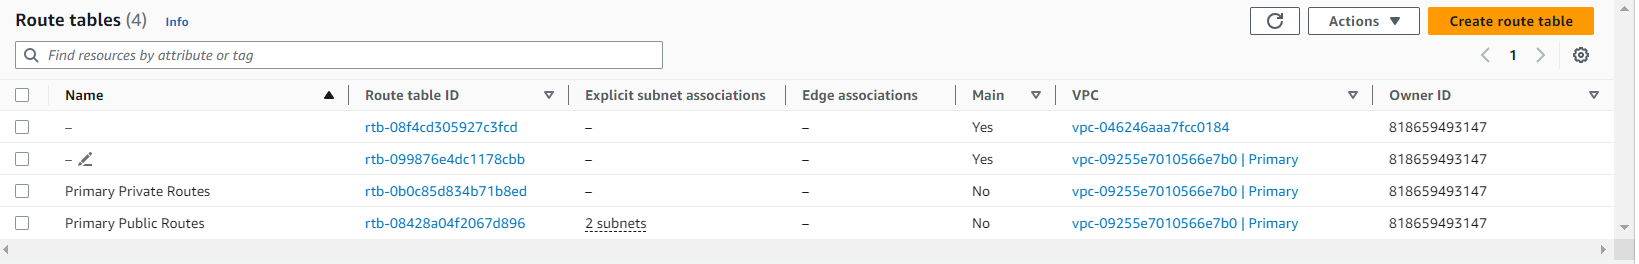 Route tables (4) Info Actions Create route table
Find resources by attribute or tag 1
Name Route table ID Explicit subnet associations Edge associations Main VPC Owner ID
– rtb-08f4cd305927c3fcd – – Yes vpc-046246aaa7fcc0184 818659493147
– rtb-099876e4dc1178cbb – – Yes vpc-09255e7010566e7b0 | Primary 818659493147
Primary Private Routes rtb-0b0c85d834b71b8ed – – No vpc-09255e7010566e7b0 | Primary 818659493147
Primary Public Routes rtb-08428a04f2067d896 2 subnets – No vpc-09255e7010566e7b0 | Primary 818659493147